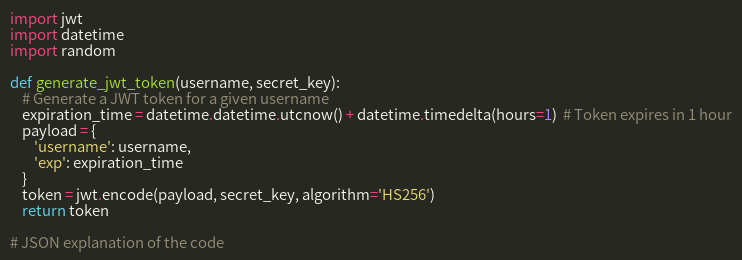 import jwt
import datetime
import random
def generate_jwt_token(username, secret_key):
# Generate a JWT token for a given username
expiration_time = datetime.datetime.utcnow() + datetime.timedelta(hours=1)  # Token expires in 1 hour
payload = {
'username': username,
'exp': expiration_time
}
token = jwt.encode(payload, secret_key, algorithm='HS256')
return token
# JSON explanation of the code